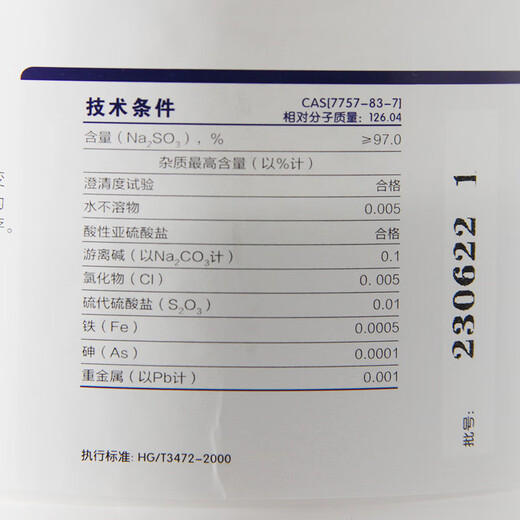 技术条件
CAS[7757-83-7]
相对分子质量: 126.04
含量(Na₂SO₃), % ≥97.0
杂质最高含量(以%计)
澄清度试验 合格
水不溶物 0.005
酸性亚硫酸盐 合格
游离碱(以Na₂CO₃计) 0.1
氯化物(Cl) 0.005
硫代硫酸盐(S₂O₃) 0.01
铁(Fe) 0.0005
砷(As) 0.0001
重金属(以Pb计) 0.001
执行标准: HG/T3472-2000
批号: 230622 1